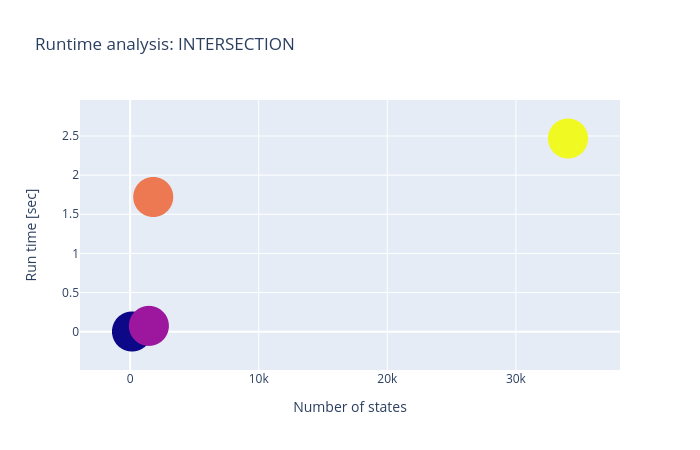 Runtime analysis: INTERSECTION
Run time [sec]
2.5
2
1.5
1
0.5
0
0 10k 20k 30k
Number of states